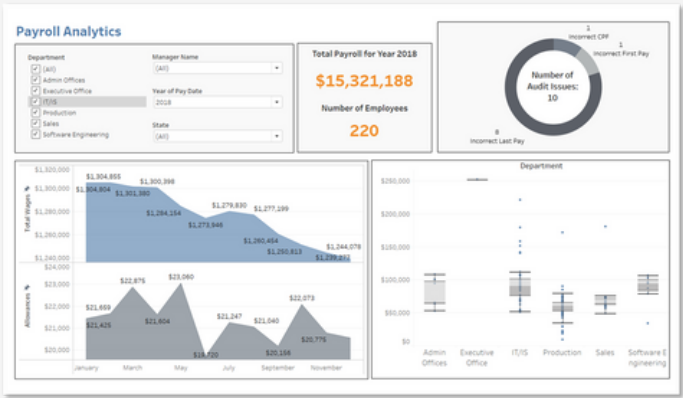 Payroll Analytics
Department
(All)
Admin Offices
Executive Office
IT/IS
Production
Sales
Software Engineering
Manager Name
(All)
Year of Pay Date
2018
State
(All)
Total Payroll for Year 2018
$15,321,188
Number of Employees
220
1
Incorrect CPF
1
Incorrect First Pay
Number of
Audit Issues:
10
8
Incorrect Last Pay
Total Wages
$1,320,000
$1,300,000
$1,280,000
$1,260,000
$1,240,000
$1,304,855
$1,304,804
$1,301,380
$1,300,398
$1,284,154
$1,273,946
$1,279,830
$1,277,199
$1,260,454
$1,250,813
$1,244,078
Allowances
$24,000
$23,000
$22,000
$21,000
$20,000
$21,659
$21,425
$22,875
$21,604
$23,060
$21,247
$21,040
$20,156
$22,073
$20,775
January
March
May
July
September
November
Department
$250,000
$200,000
$150,000
$100,000
$50,000
$0
Admin
Offices
Executive
Office
IT/IS
Production
Sales
Software E
ngineering